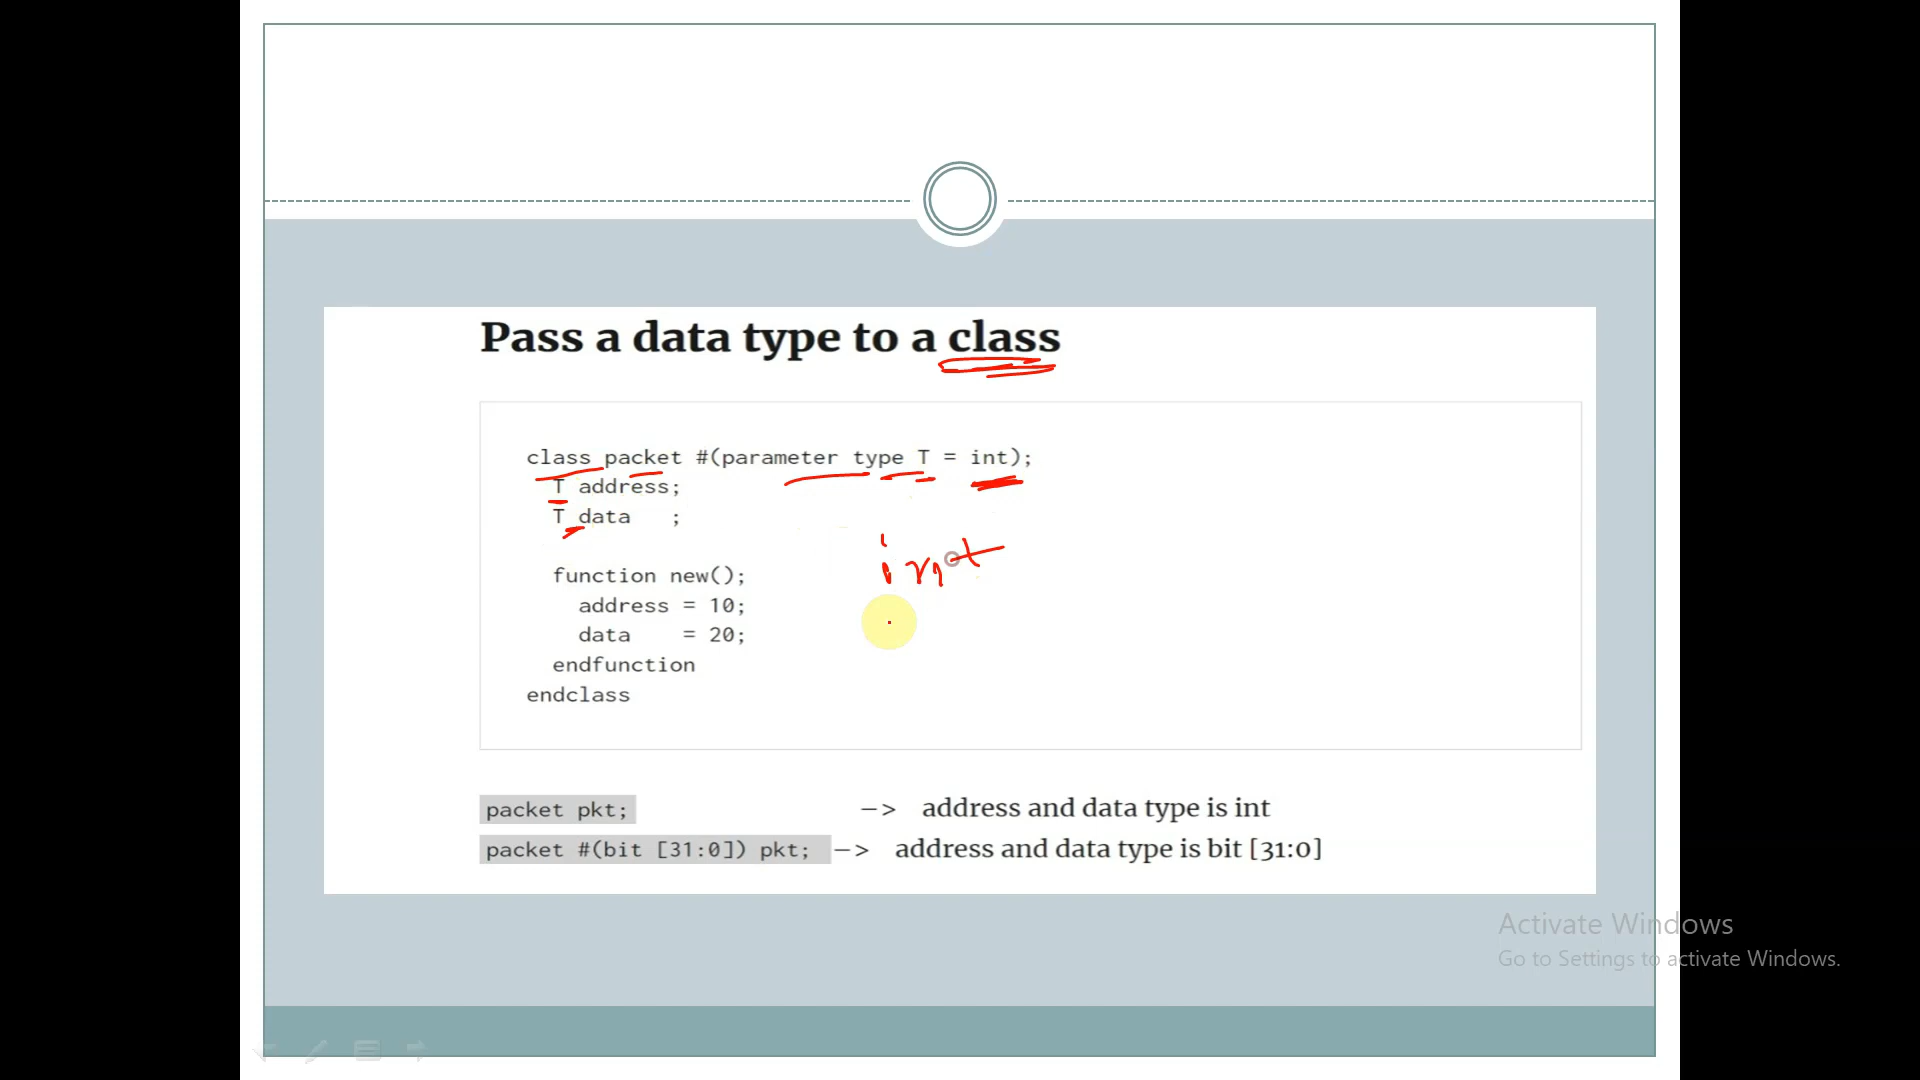 Pass a data type to a class
class packet #(parameter type T = int);
T address;
T data   ;
int
function new();
address = 10;
data    = 20;
endfunction
endclass
packet pkt; –> address and data type is int
packet #(bit [31:0]) pkt; –> address and data type is bit [31:0]
Activate Windows
Go to Settings to activate Windows.